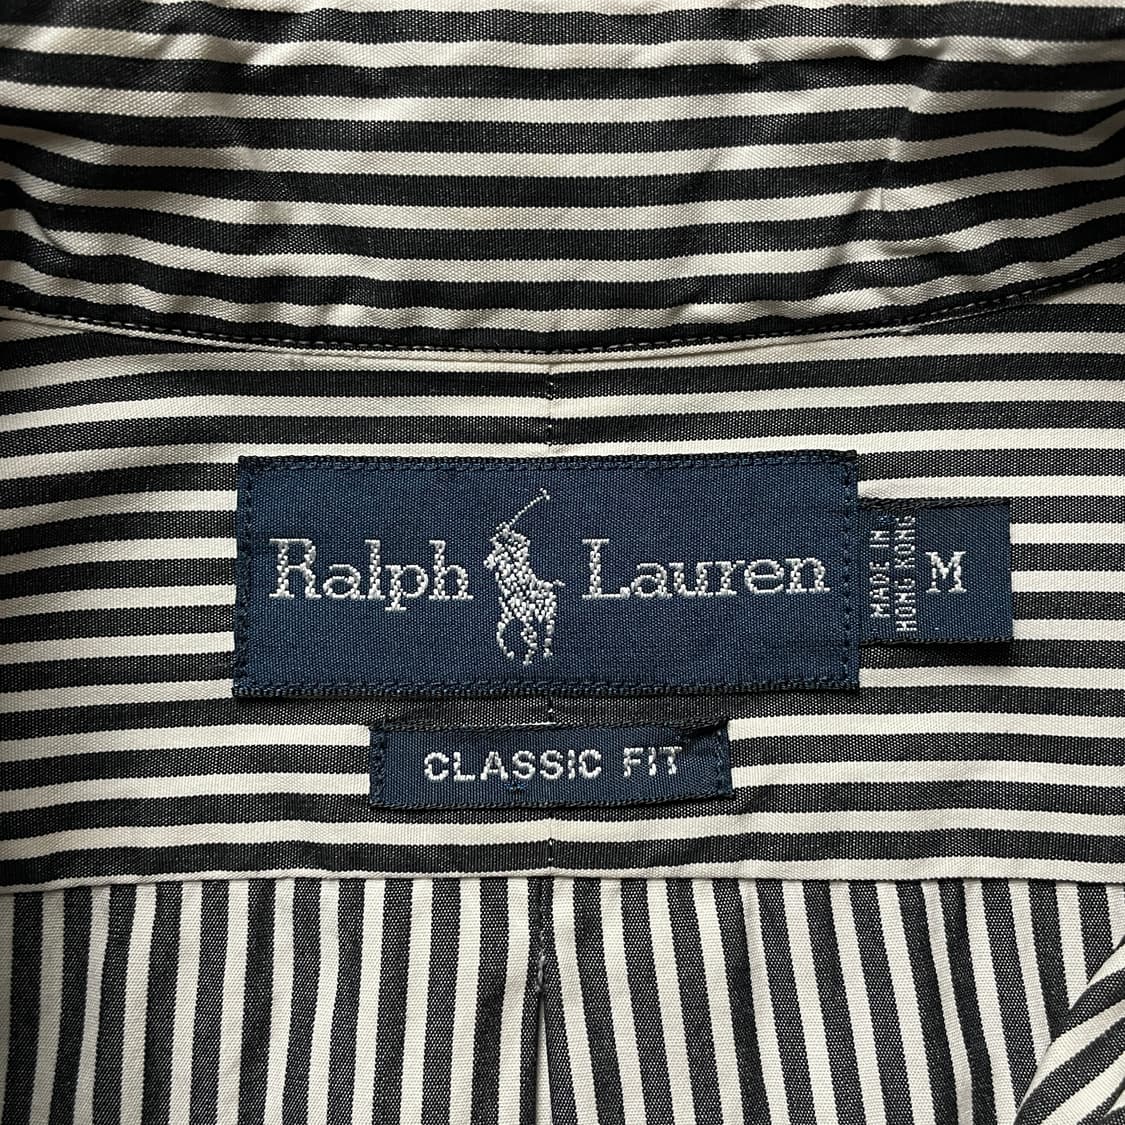 Ralph Lauren
MADE IN
HONG KONG
M
CLASSIC FIT